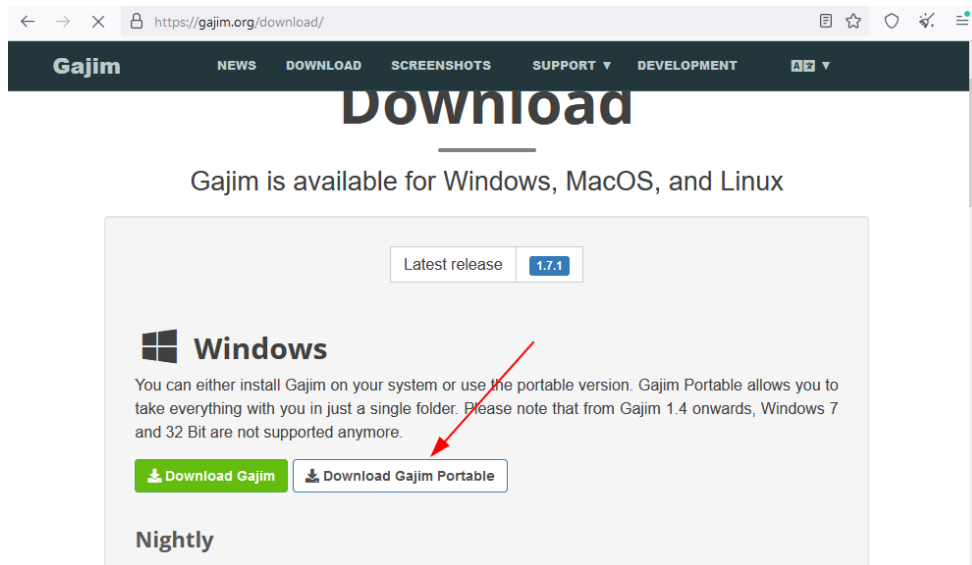 https://gajim.org/download/
Gajim NEWS DOWNLOAD SCREENSHOTS SUPPORT ▼ DEVELOPMENT ▼
Download
Gajim is available for Windows, MacOS, and Linux
Latest release 1.7.1
Windows
You can either install Gajim on your system or use the portable version. Gajim Portable allows you to
take everything with you in just a single folder. Please note that from Gajim 1.4 onwards, Windows 7
and 32 Bit are not supported anymore.
Download Gajim Download Gajim Portable
Nightly